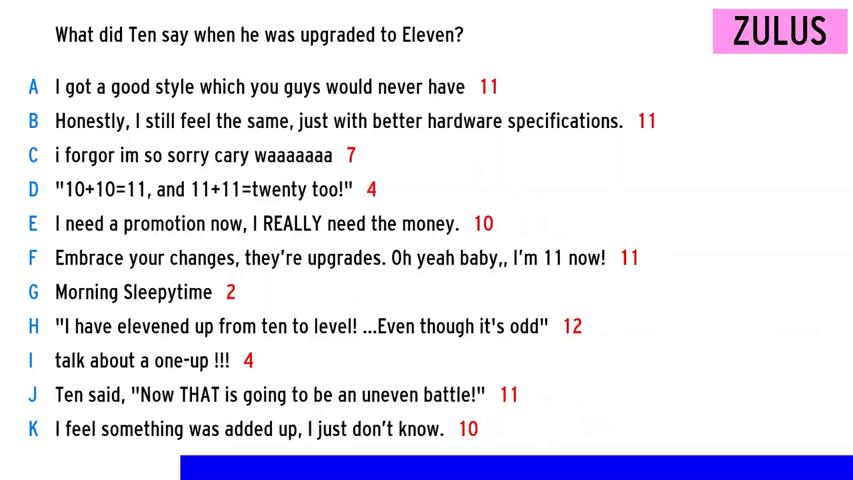 What did Ten say when he was upgraded to Eleven?
ZULUS
A I got a good style which you guys would never have 11
B Honestly, I still feel the same, just with better hardware specifications. 11
C i forgor im so sorry cary waaaaaaa 7
D "10+10=11, and 11+11=twenty too!" 4
E I need a promotion now, I REALLY need the money. 10
F Embrace your changes, they're upgrades. Oh yeah baby,, I'm 11 now! 11
G Morning Sleepytime 2
H "I have elevened up from ten to level! ...Even though it's odd" 12
I talk about a one-up !!! 4
J Ten said, "Now THAT is going to be an uneven battle!" 11
K I feel something was added up, I just don't know. 10